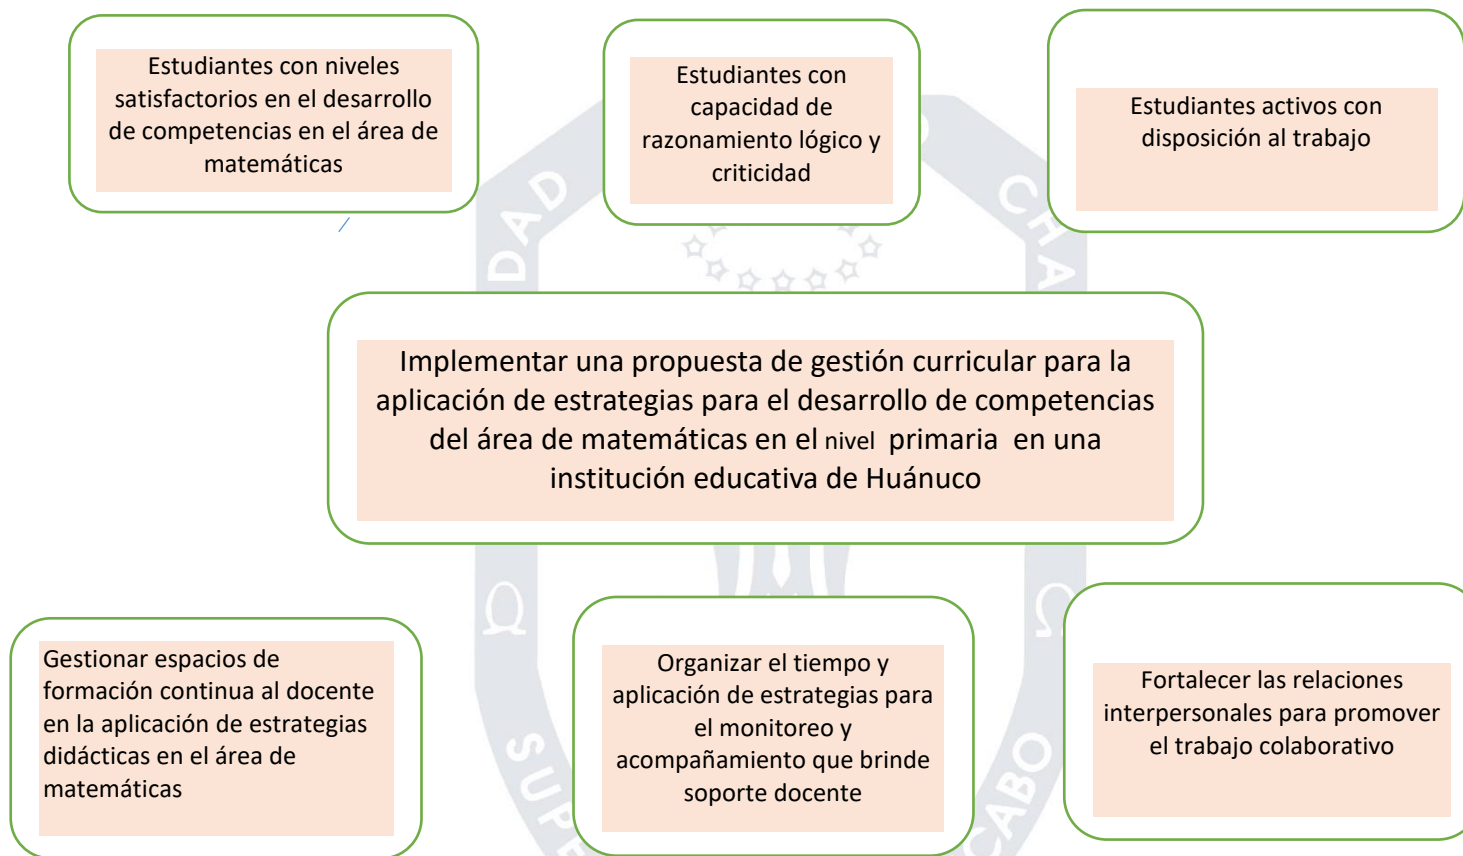 Estudiantes con niveles
satisfactorios en el desarrollo
de competencias en el área de
matemáticas
Estudiantes con
capacidad de
razonamiento lógico y
criticidad
Estudiantes activos con
disposición al trabajo
Implementar una propuesta de gestión curricular para la
aplicación de estrategias para el desarrollo de competencias
del área de matemáticas en el nivel primaria en una
institución educativa de Huánuco
Gestionar espacios de
formación continua al docente
en la aplicación de estrategias
didácticas en el área de
matemáticas
Organizar el tiempo y
aplicación de estrategias para
el monitoreo y
acompañamiento que brinde
soporte docente
Fortalecer las relaciones
interpersonales para promover
el trabajo colaborativo